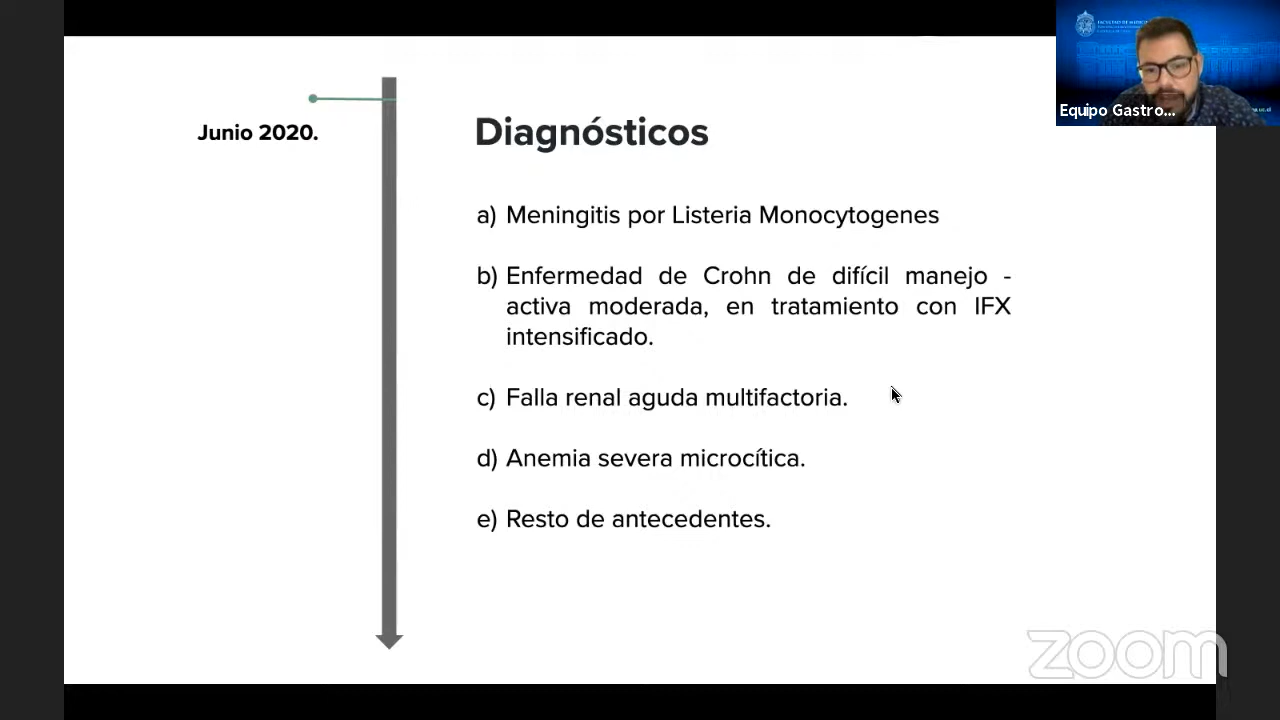 Junio 2020.
Diagnósticos
a) Meningitis por Listeria Monocytogenes
b) Enfermedad de Crohn de difícil manejo -
activa moderada, en tratamiento con IFX
intensificado.
c) Falla renal aguda multifactoria.
d) Anemia severa microcítica.
e) Resto de antecedentes.
Equipo Gastro...
zoom